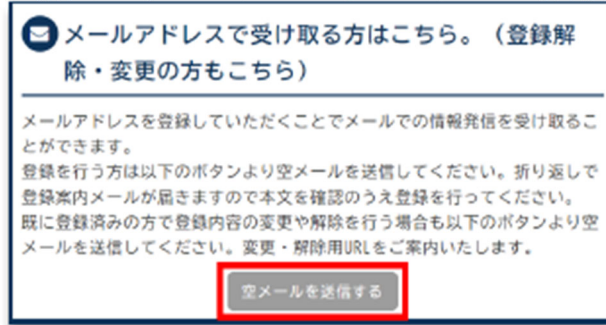 メールアドレスで受け取る方はこちら。（登録解
除・変更の方もこちら）
メールアドレスを登録していただくことでメールでの情報発信を受け取るこ
とができます。
登録を行う方は以下のボタンより空メールを送信してください。折り返しで
登録案内メールが届きますので本文を確認のうえ登録を行ってください。
既に登録済みの方で登録内容の変更や解除を行う場合も以下のボタンより空
メールを送信してください。変更・解除用URLをご案内いたします。
空メールを送信する